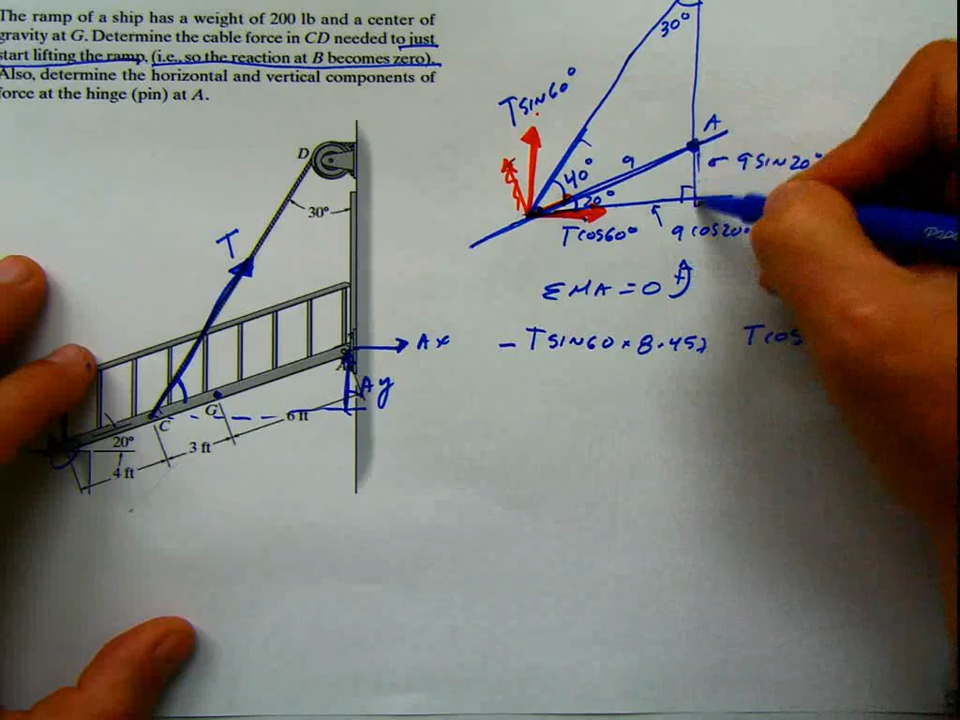 The ramp of a ship has a weight of 200 lb and a center of
gravity at G. Determine the cable force in CD needed to just
start lifting the ramp, (i.e., so the reaction at B becomes zero).
Also, determine the horizontal and vertical components of
force at the hinge (pin) at A.
D
30°
T
Ax
Ay
G
C
6 ft
20°
3 ft
4 ft
30°
TSIN60°
A
9
9SIN20°
40°
20°
TCOS60°
9COS20°
ΣMA=0
- TSIN60×8.457 TCOS